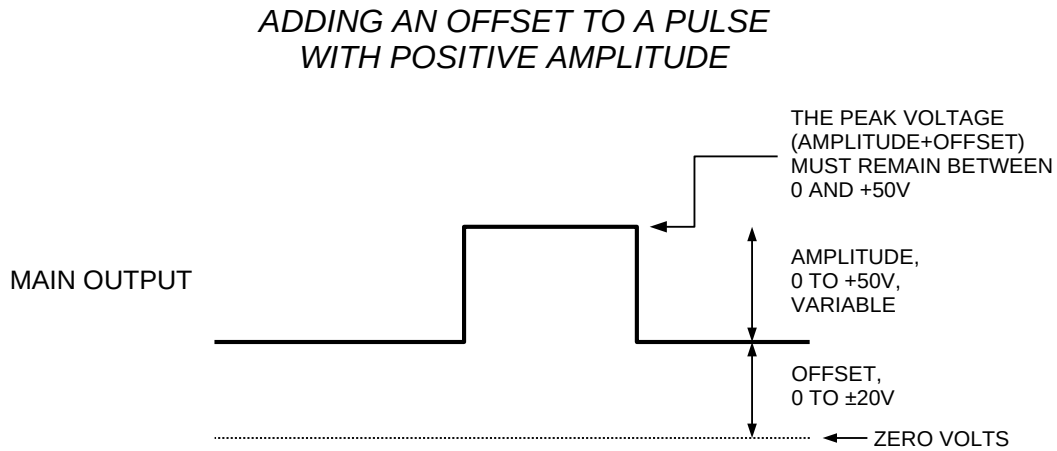 ADDING AN OFFSET TO A PULSE
WITH POSITIVE AMPLITUDE
THE PEAK VOLTAGE
(AMPLITUDE+OFFSET)
MUST REMAIN BETWEEN
0 AND +50V
MAIN OUTPUT
AMPLITUDE,
0 TO +50V,
VARIABLE
OFFSET,
0 TO ±20V
ZERO VOLTS